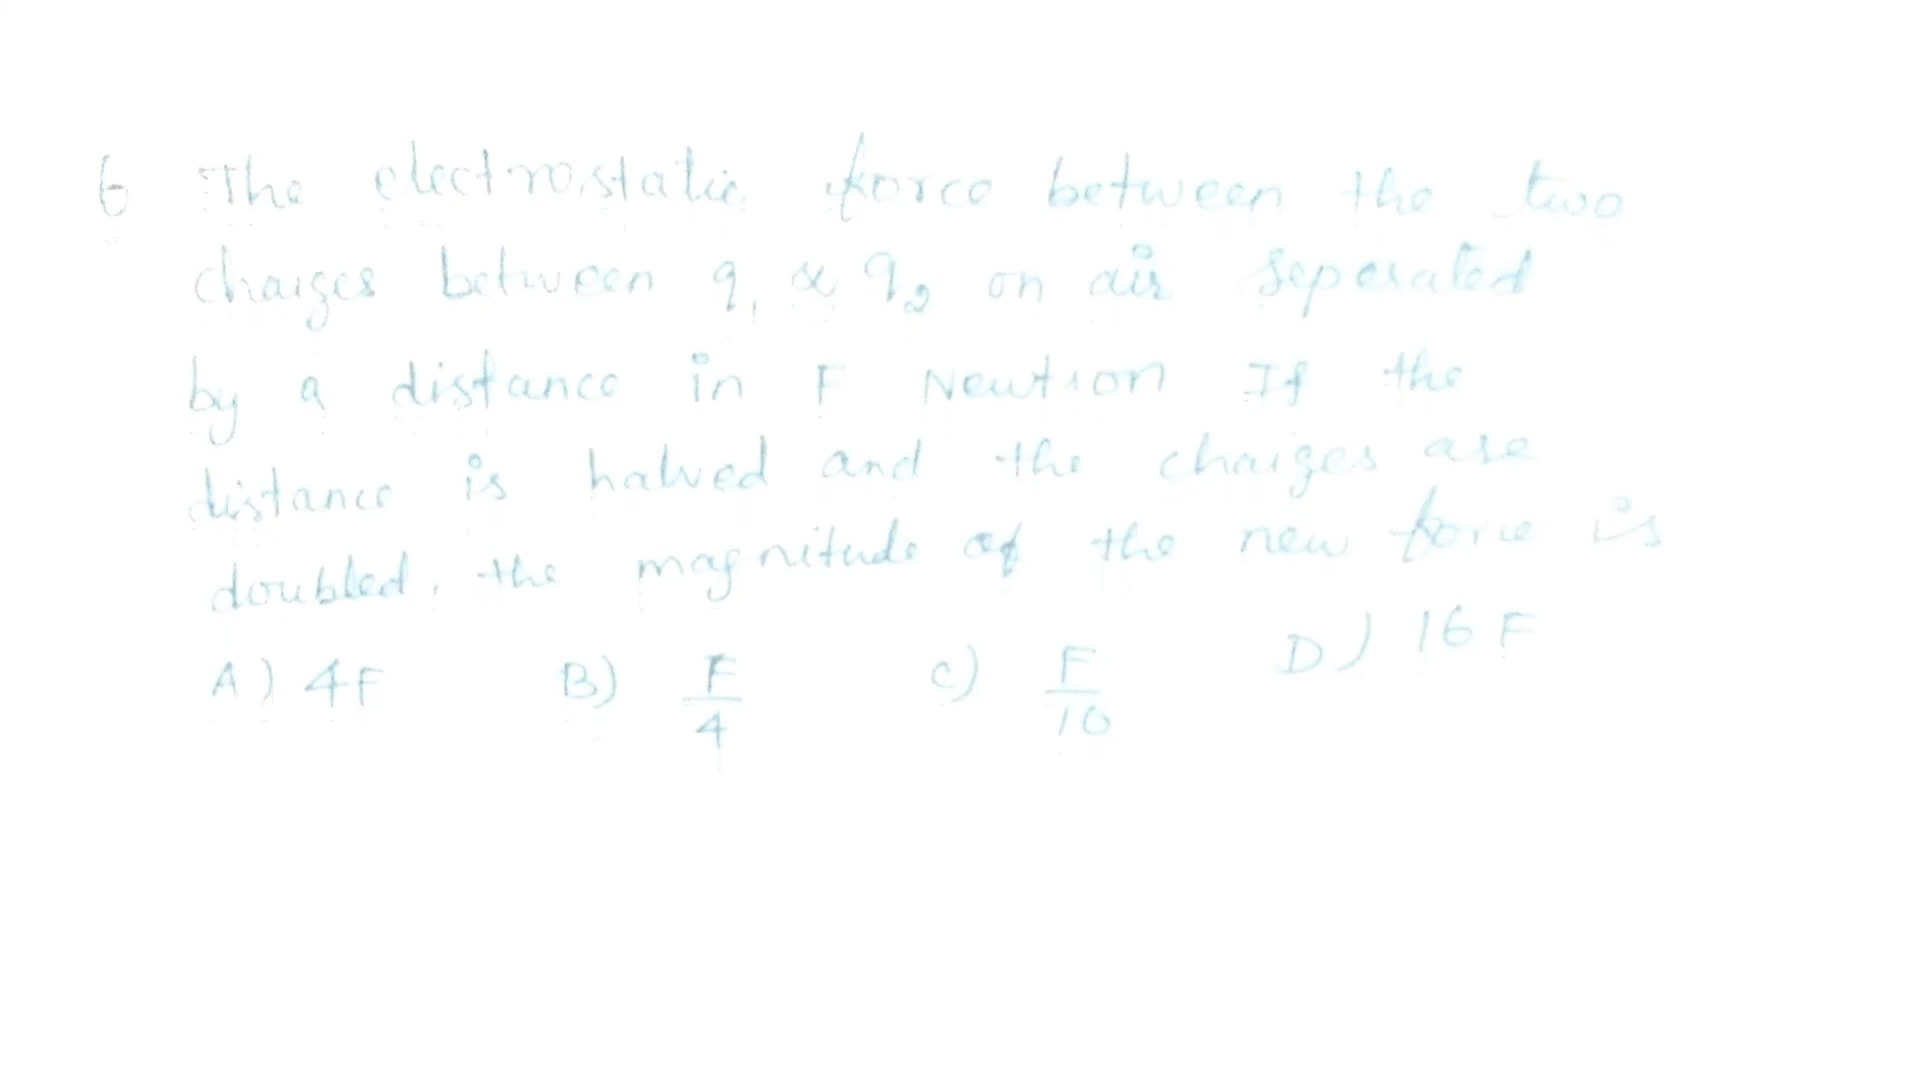 6 The electrostatic force between the two
charges between q₁ & q₂ on air seperated
by a distance in F Newtion If the
distance is halved and the charges are
doubled, the magnitude of the new force is
A) 4F B) F/4 C) F/10 D) 16F